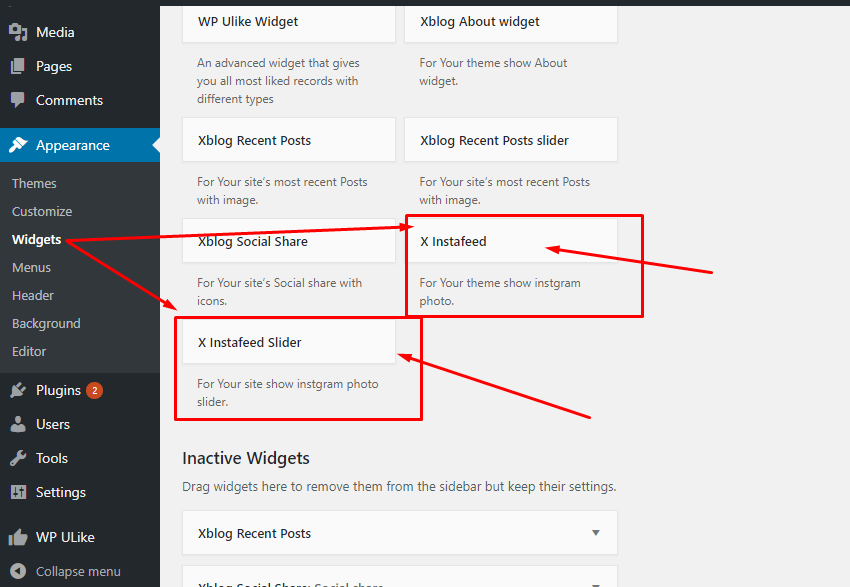 Media
Pages
Comments
Appearance
Themes
Customize
Widgets
Menus
Header
Background
Editor
Plugins 2
Users
Tools
Settings
WP ULike
Collapse menu
WP Ulike Widget
An advanced widget that gives
you all most liked records with
different types
Xblog About widget
For Your theme show About
widget.
Xblog Recent Posts
For Your site's most recent Posts
with image.
Xblog Recent Posts slider
For Your site's most recent Posts
with image.
Xblog Social Share
For Your site's Social share with
icons.
X Instafeed
For Your theme show instgram
photo.
X Instafeed Slider
For Your site show instgram photo
slider.
Inactive Widgets
Drag widgets here to remove them from the sidebar but keep their settings.
Xblog Recent Posts
Xblog Social Share: Social share